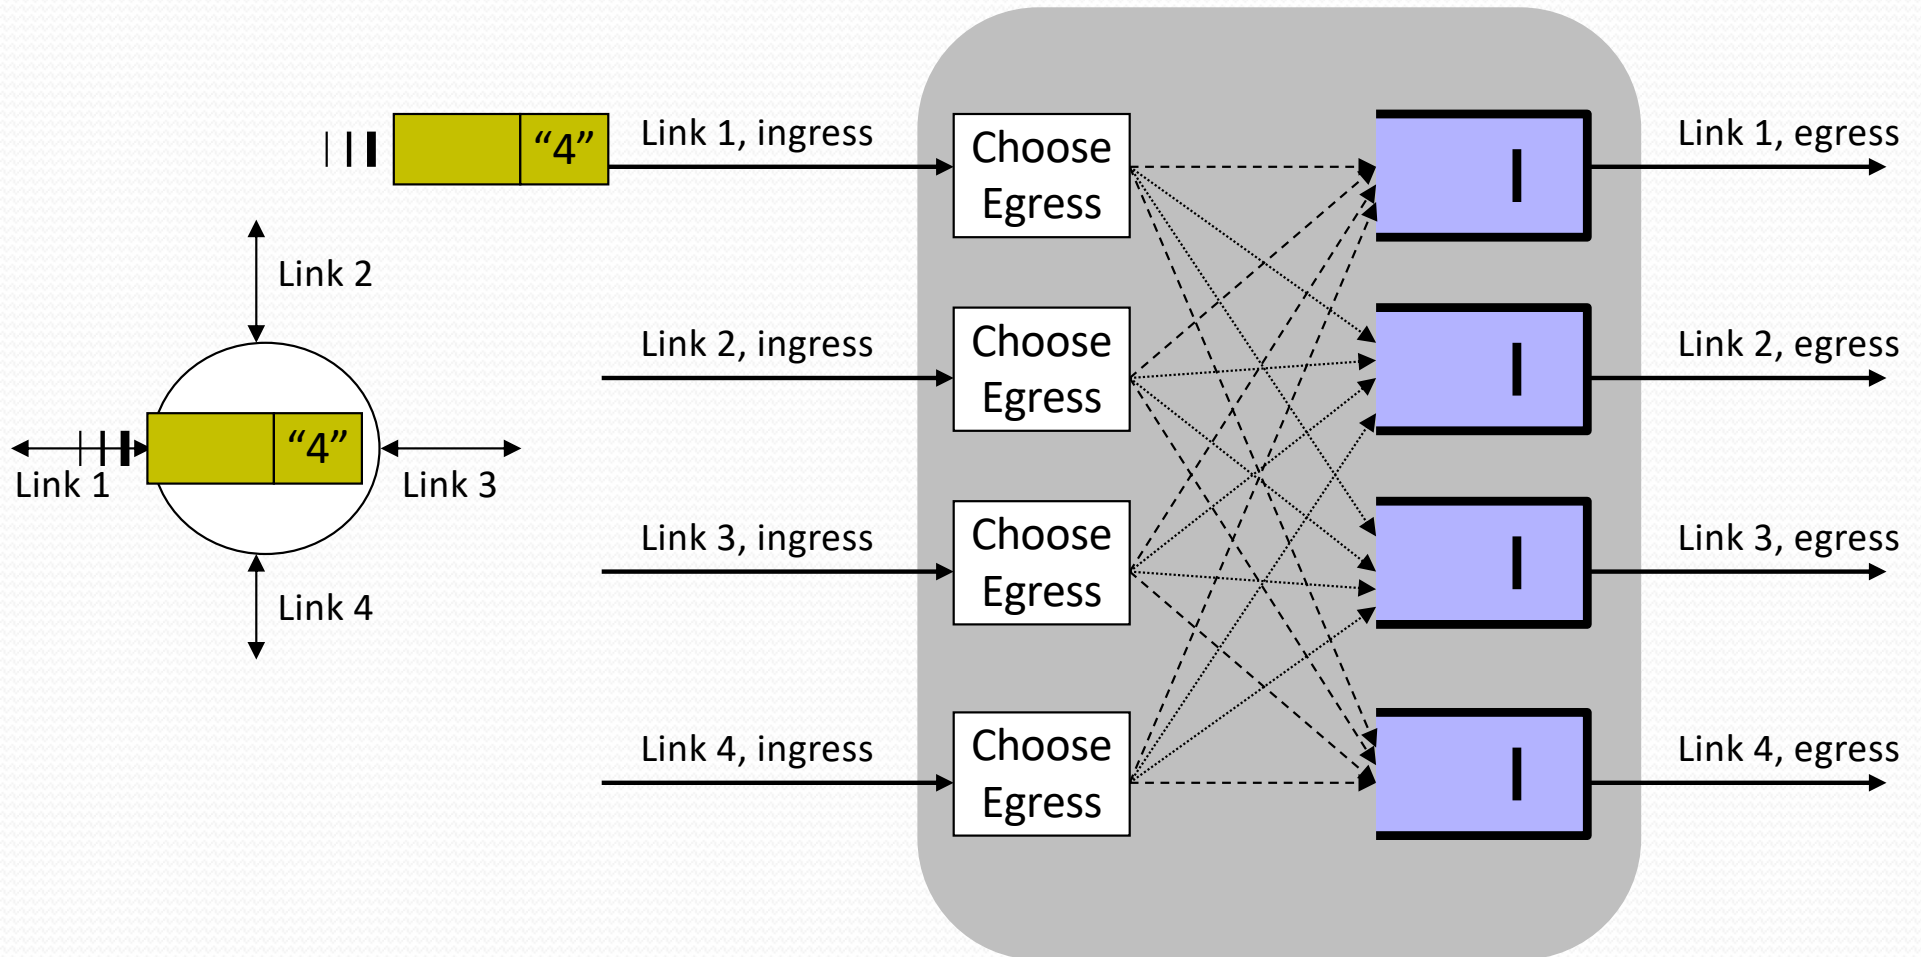 “4”
Link 1, ingress
Choose
Egress
Link 1, egress
Link 2
Link 2, ingress
Choose
Egress
Link 2, egress
“4”
Link 1
Link 3
Link 3, ingress
Choose
Egress
Link 3, egress
Link 4
Link 4, ingress
Choose
Egress
Link 4, egress